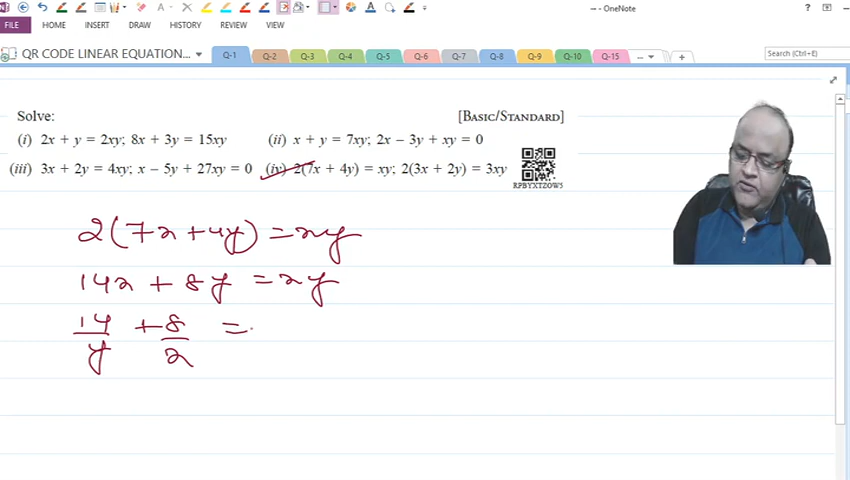 -- OneNote
?
FILE HOME INSERT DRAW HISTORY REVIEW VIEW
QR CODE LINEAR EQUATION... Q-1 Q-2 Q-3 Q-4 Q-5 Q-6 Q-7 Q-8 Q-9 Q-10 Q-15 ... + Search (Ctrl+E)
Solve: [BASIC/STANDARD]
(i) 2x + y = 2xy; 8x + 3y = 15xy (ii) x + y = 7xy; 2x – 3y + xy = 0
(iii) 3x + 2y = 4xy; x – 5y + 27xy = 0 (iv) 2(7x + 4y) = xy; 2(3x + 2y) = 3xy
RPBYXTZOW5
2(7x+4y) = xy
14x + 8y = xy
14/y + 8/x =